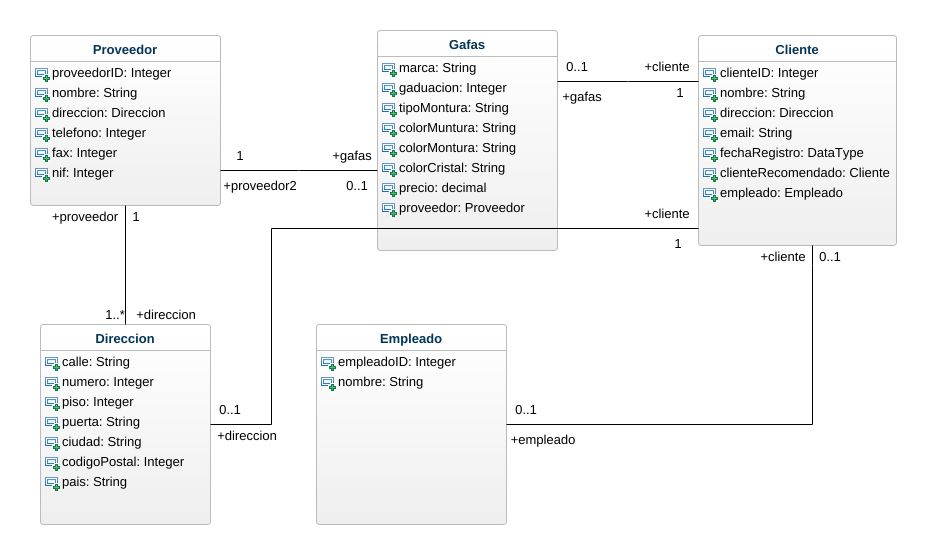 Proveedor
proveedorID: Integer
nombre: String
direccion: Direccion
telefono: Integer
fax: Integer
nif: Integer
Gafas
marca: String
gaduacion: Integer
tipoMontura: String
colorMuntura: String
colorMontura: String
colorCristal: String
precio: decimal
proveedor: Proveedor
Cliente
clienteID: Integer
nombre: String
direccion: Direccion
email: String
fechaRegistro: DataType
clienteRecomendado: Cliente
empleado: Empleado
0..1
+cliente
+gafas
1
1
+gafas
+proveedor2
0..1
+proveedor
1
+cliente
1
+cliente
0..1
1..*
+direccion
Direccion
calle: String
numero: Integer
piso: Integer
puerta: String
ciudad: String
codigoPostal: Integer
pais: String
Empleado
empleadoID: Integer
nombre: String
0..1
+direccion
0..1
+empleado